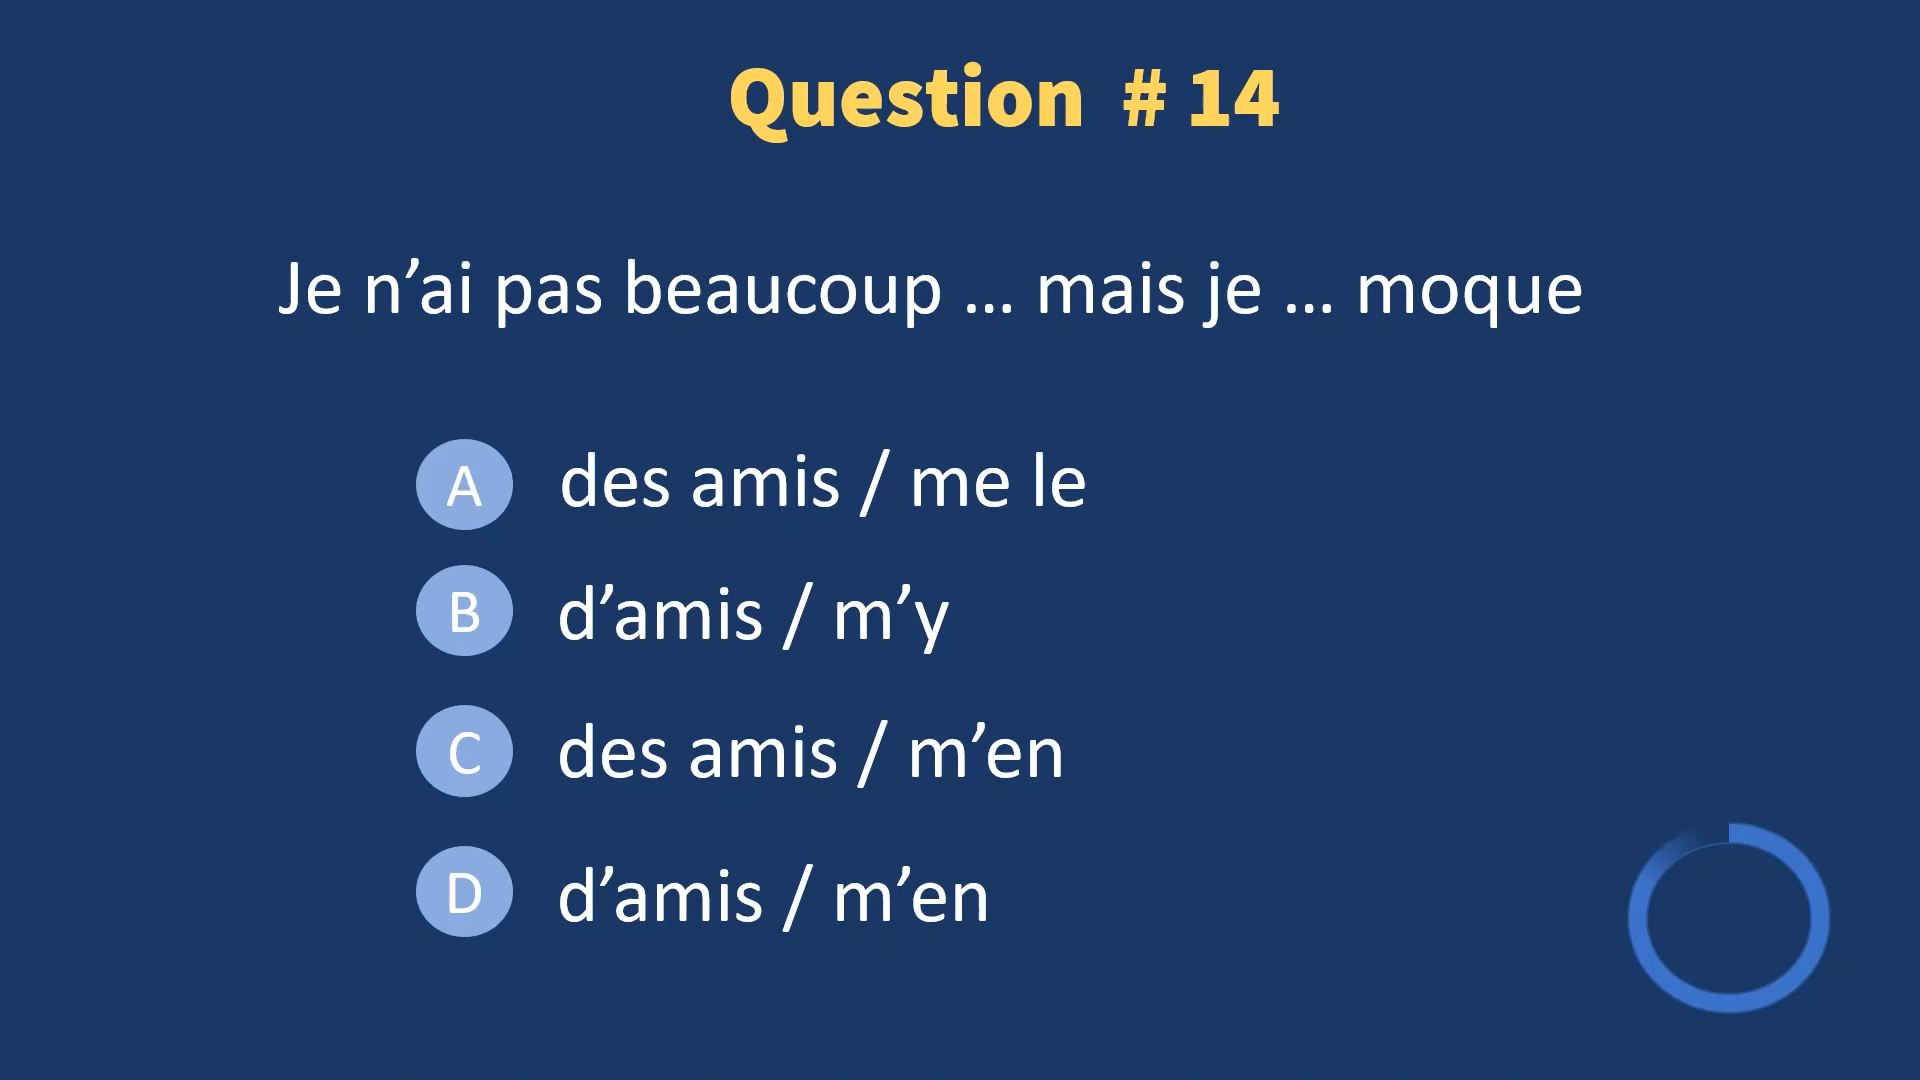 Question # 14
Je n’ai pas beaucoup ... mais je ... moque
A des amis / me le
B d’amis / m’y
C des amis / m’en
D d’amis / m’en